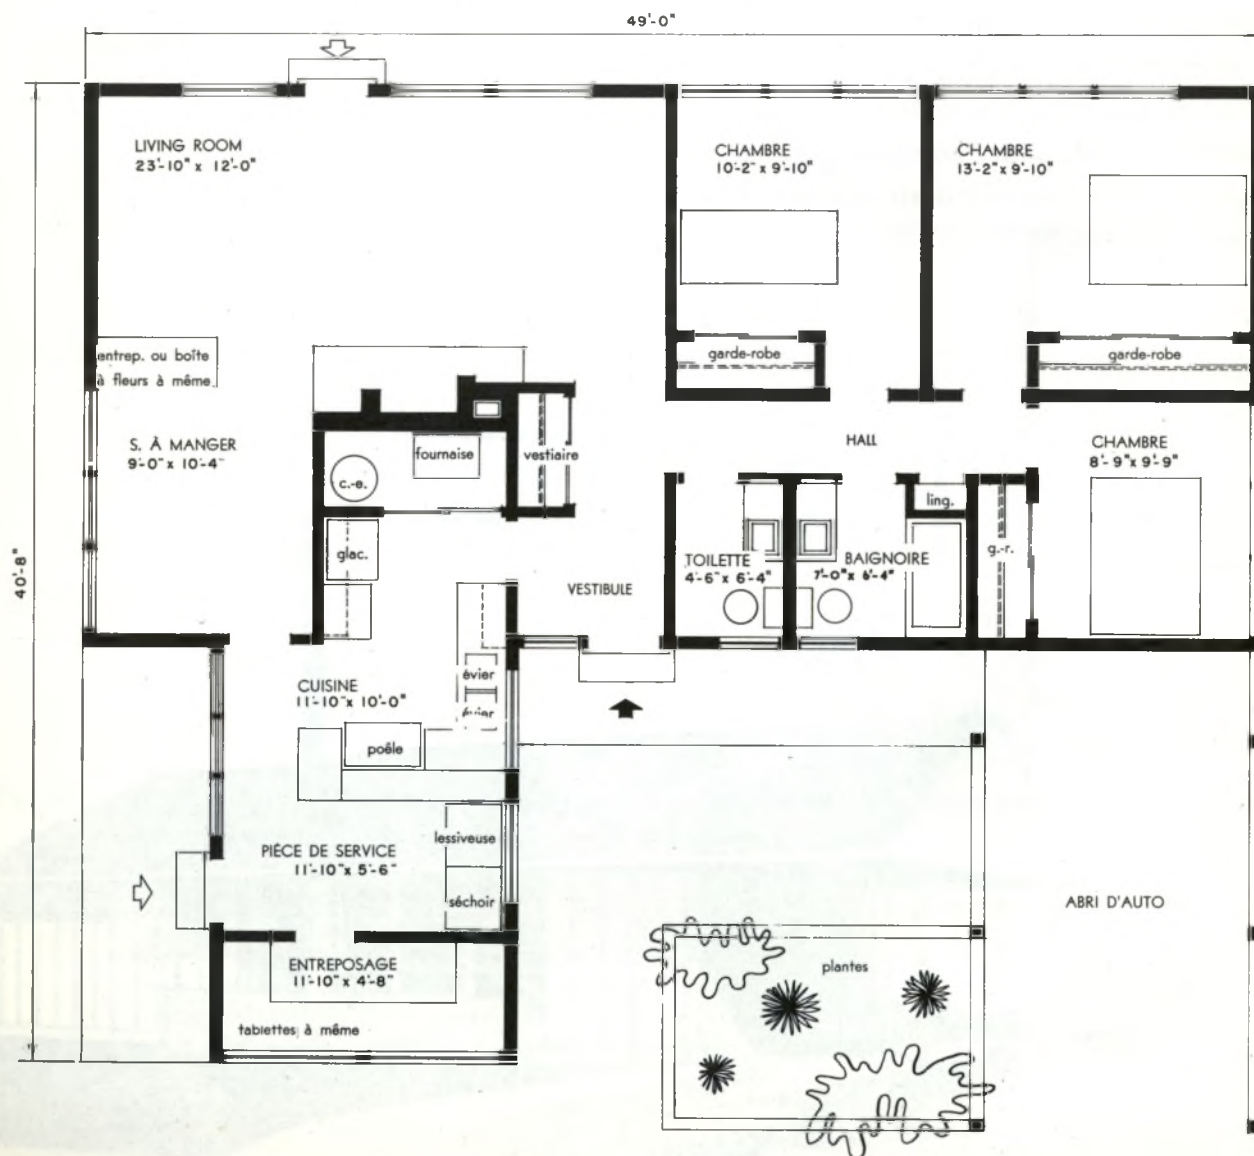 49'-0"
LIVING ROOM
23'-10" x 12'-0"
CHAMBRE
10'-2" x 9'-10"
CHAMBRE
13'-2" x 9'-10"
entrep. ou boîte
à fleurs à même
garde-robe
garde-robe
S. À MANGER
9'-0" x 10'-4"
fournaise
c.-e.
vestiaire
HALL
CHAMBRE
8'-9" x 9'-9"
ling.
glac.
g.-r.
TOILETTE
4'-6" x 6'-4"
BAIGNOIRE
7'-0" x 6'-4"
40'-8"
VESTIBULE
CUISINE
11'-10" x 10'-0"
évier
évier
poêle
lessiveuse
PIÈCE DE SERVICE
11'-10" x 5'-6"
séchoir
ABRI D'AUTO
ENTREPOSAGE
11'-10" x 4'-8"
plantes
tablettes à même